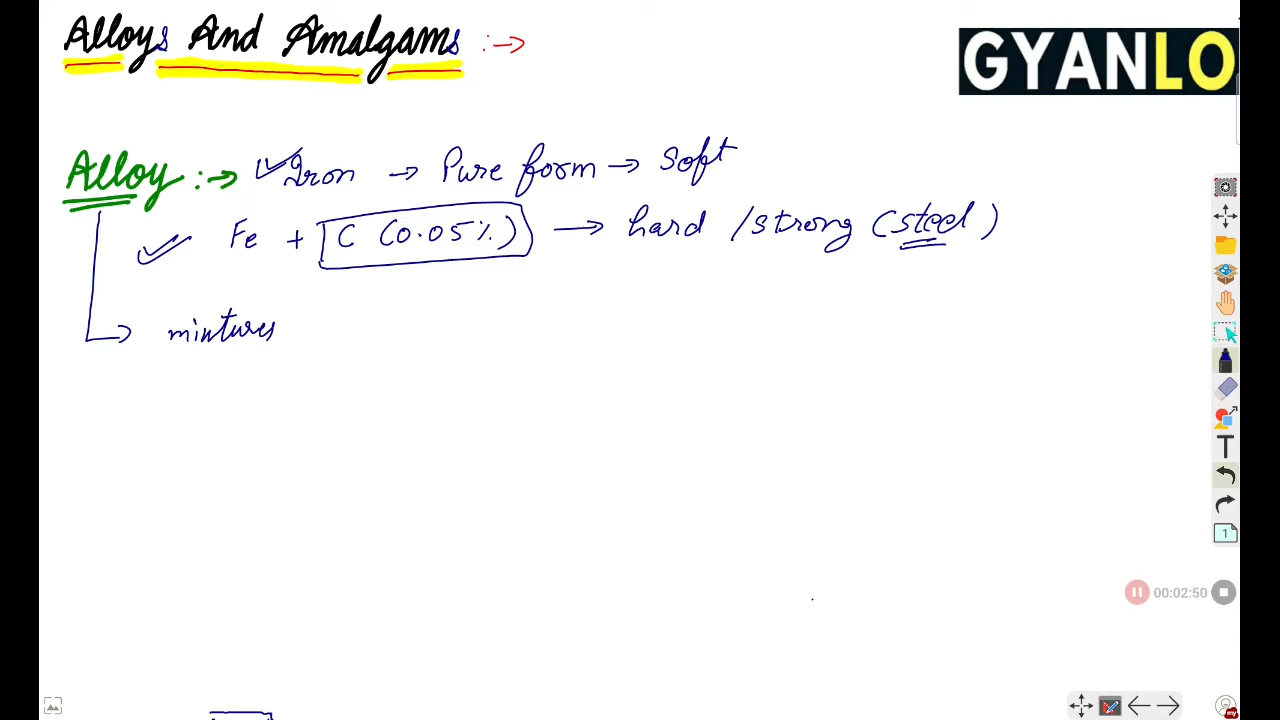 Alloys And Amalgams :→
GYANLO
Alloy :→ Iron → Pure form → Soft
Fe + C (0.05%) → hard /strong (steel)
mixtures
T
1
00:02:50